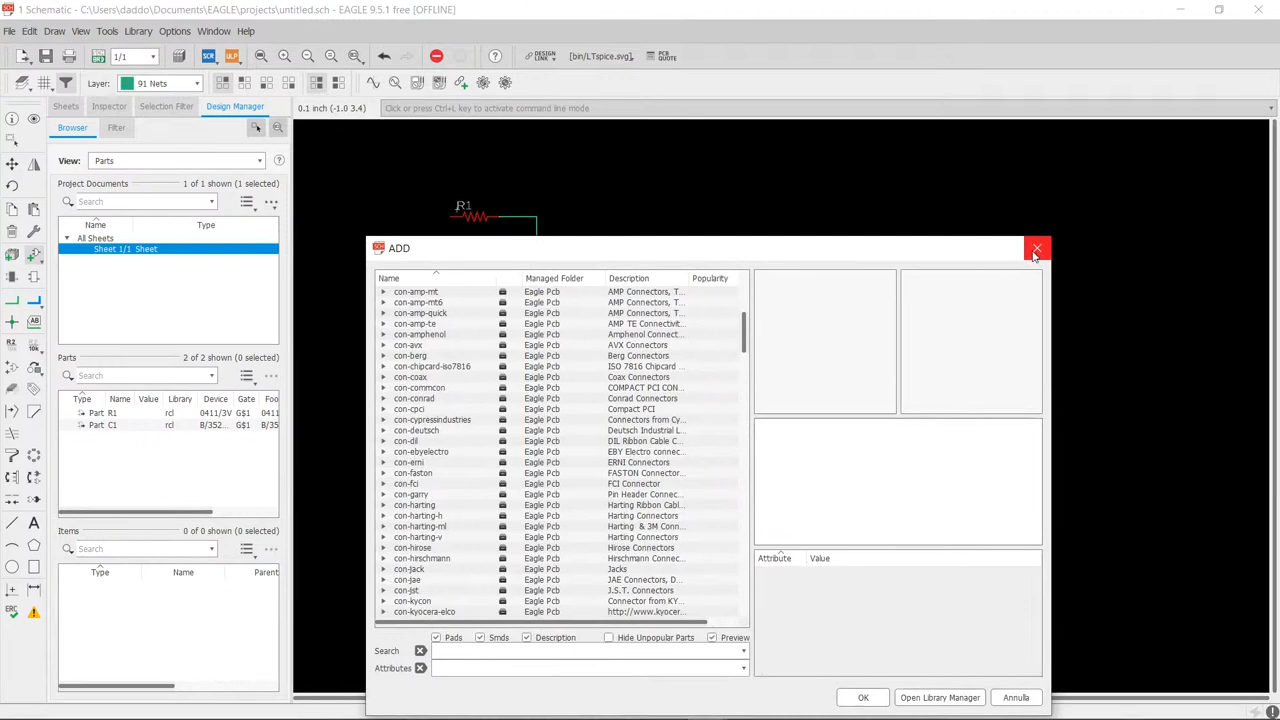 1 Schematic - C:\Users\daddo\EAGLE\projects\untitled.sch - EAGLE 9.5.1 free [OFFLINE]
File Edit Draw View Tools Library Options Window Help
1/1 SCR ULP DESIGN LINK [bin/LTspice.svg] PCB QUOTE
Layer: 91 Nets
Sheets Inspector Selection Filter Design Manager
0.1 inch (-1.0 3.4) Click or press Ctrl+L key to activate command line mode
Browser Filter
View: Parts
Project Documents 1 of 1 shown (1 selected)
Search
Name Type
All Sheets
Sheet 1/1 Sheet
Parts 2 of 2 shown (0 selected)
Search
Type Name Value Library Device Gate Foo
Part R1 rcl 0411/3V G$1 0411
Part C1 rcl B/352... G$1 B/35
Items 0 of 0 shown (0 selected)
Search
Type Name Parent
R2
10k
ERC
R1
ADD
Name Managed Folder Description Popularity
con-amp-mt Eagle Pcb AMP Connectors, T...
con-amp-mt6 Eagle Pcb AMP Connectors, T...
con-amp-quick Eagle Pcb AMP Connectors, T...
con-amp-te Eagle Pcb AMP TE Connectivit...
con-amphenol Eagle Pcb Amphenol Connect...
con-avx Eagle Pcb AVX Connectors
con-berg Eagle Pcb Berg Connectors
con-chipcard-iso7816 Eagle Pcb ISO 7816 Chipcard ...
con-coax Eagle Pcb Coax Connectors
con-commcon Eagle Pcb COMPACT PCI CON...
con-conrad Eagle Pcb Conrad Connectors
con-cpci Eagle Pcb Compact PCI
con-cypressindustries Eagle Pcb Connectors from Cy...
con-deutsch Eagle Pcb Deutsch Industrial L...
con-dil Eagle Pcb DIL Ribbon Cable C...
con-ebyelectro Eagle Pcb EBY Electro connec...
con-erni Eagle Pcb ERNI Connectors
con-faston Eagle Pcb FASTON Connector...
con-fci Eagle Pcb FCI Connector
con-garry Eagle Pcb Pin Header Connec...
con-harting Eagle Pcb Harting Ribbon Cabl...
con-harting-h Eagle Pcb Harting Connectors
con-harting-ml Eagle Pcb Harting & 3M Conn...
con-harting-v Eagle Pcb Harting Connectors
con-hirose Eagle Pcb Hirose Connectors
con-hirschmann Eagle Pcb Hirschmann Connec...
con-jack Eagle Pcb Jacks
con-jae Eagle Pcb JAE Connectors, D...
con-jst Eagle Pcb J.S.T. Connectors
con-kycon Eagle Pcb Connector from KY...
con-kyocera-elco Eagle Pcb http://www.kyocer...
Attribute Value
Pads Smds Description Hide Unpopular Parts Preview
Search
Attributes
OK Open Library Manager Annulla